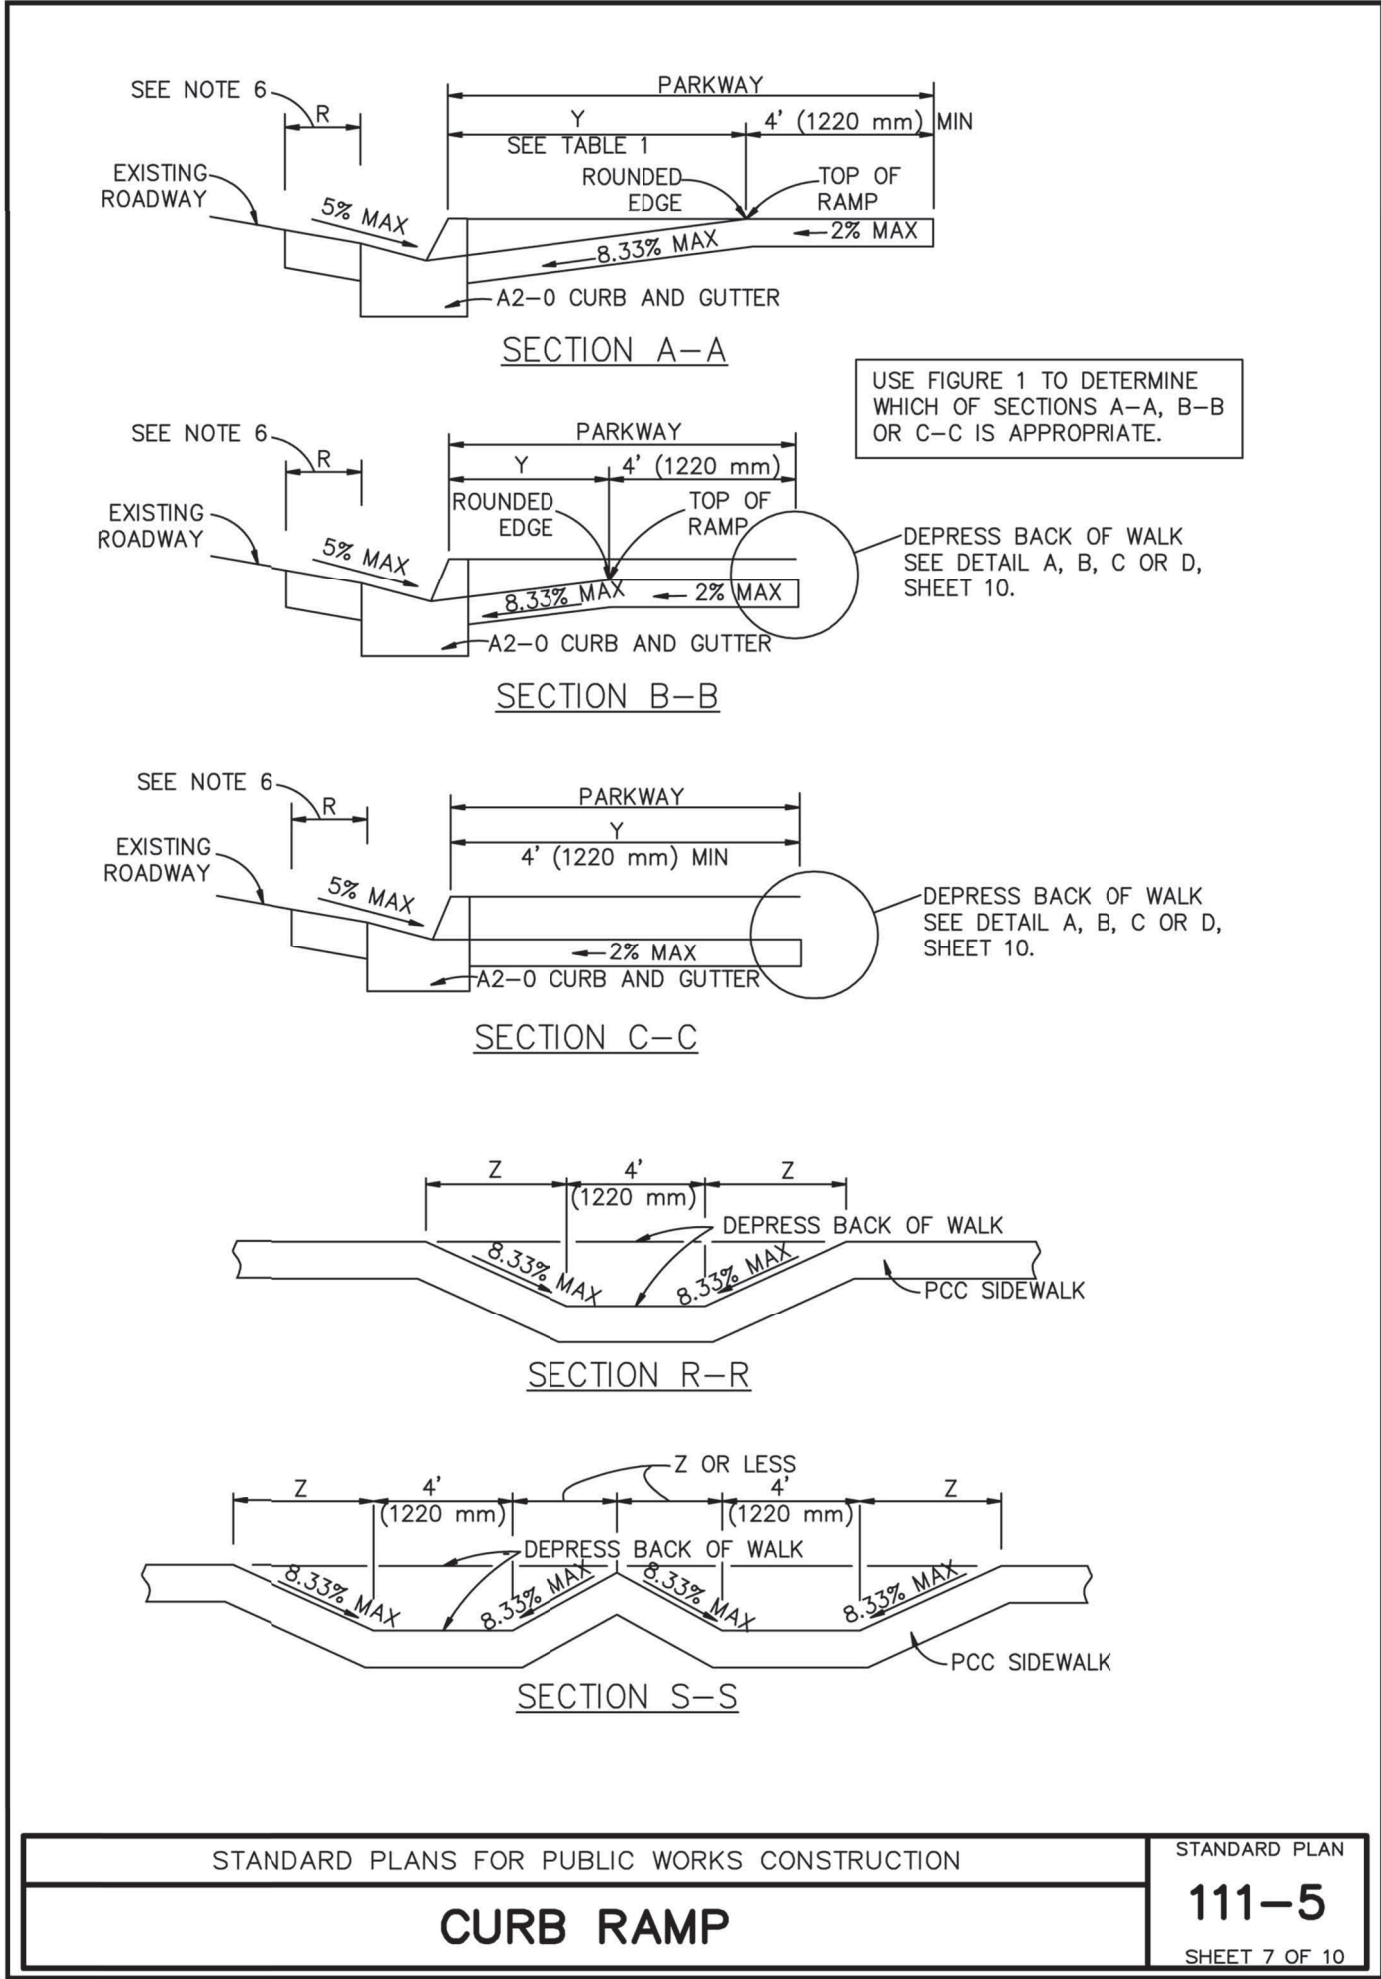 PARKWAY
SEE NOTE 6
R
Y
4' (1220 mm) MIN
SEE TABLE 1
EXISTING
ROADWAY
ROUNDED
EDGE
TOP OF
RAMP
5% MAX
2% MAX
8.33% MAX
A2-0 CURB AND GUTTER
SECTION A-A
USE FIGURE 1 TO DETERMINE
WHICH OF SECTIONS A-A, B-B
OR C-C IS APPROPRIATE.
PARKWAY
SEE NOTE 6
R
Y
4' (1220 mm)
EXISTING
ROADWAY
ROUNDED
EDGE
TOP OF
RAMP
DEPRESS BACK OF WALK
SEE DETAIL A, B, C OR D,
SHEET 10.
5% MAX
8.33% MAX
2% MAX
A2-0 CURB AND GUTTER
SECTION B-B
SEE NOTE 6
R
PARKWAY
Y
4' (1220 mm) MIN
EXISTING
ROADWAY
5% MAX
DEPRESS BACK OF WALK
SEE DETAIL A, B, C OR D,
SHEET 10.
2% MAX
A2-0 CURB AND GUTTER
SECTION C-C
Z
4'
(1220 mm)
Z
DEPRESS BACK OF WALK
8.33% MAX
8.33% MAX
PCC SIDEWALK
SECTION R-R
Z OR LESS
Z
4'
(1220 mm)
4'
(1220 mm)
Z
DEPRESS BACK OF WALK
8.33% MAX
8.33% MAX
8.33% MAX
8.33% MAX
PCC SIDEWALK
SECTION S-S
STANDARD PLANS FOR PUBLIC WORKS CONSTRUCTION
CURB RAMP
STANDARD PLAN
111-5
SHEET 7 OF 10